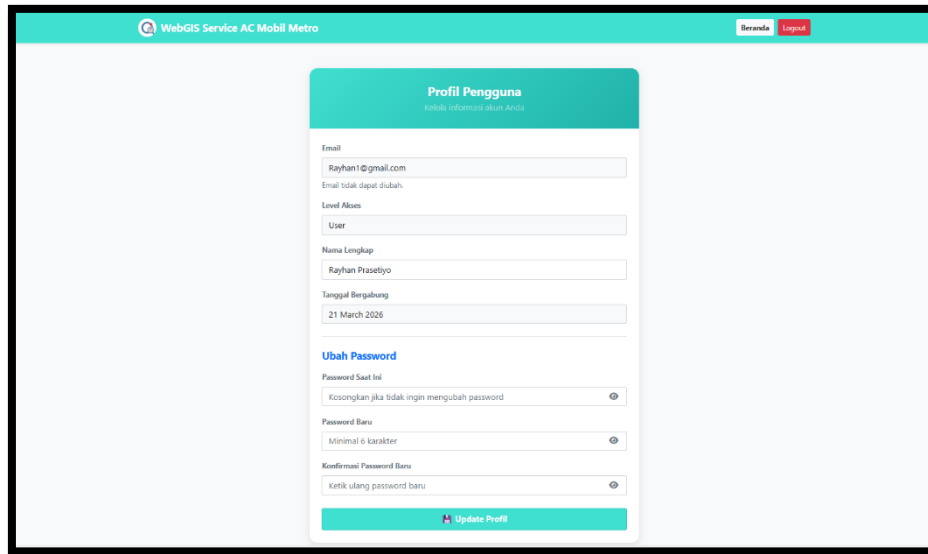 WebGIS Service AC Mobil Metro
Beranda Logout
Profil Pengguna
Kelola informasi akun Anda
Email
Rayhan1@gmail.com
Email tidak dapat diubah.
Level Akses
User
Nama Lengkap
Rayhan Prasetiyo
Tanggal Bergabung
21 March 2026
Ubah Password
Password Saat Ini
Kosongkan jika tidak ingin mengubah password
Password Baru
Minimal 6 karakter
Konfirmasi Password Baru
Ketik ulang password baru
Update Profil